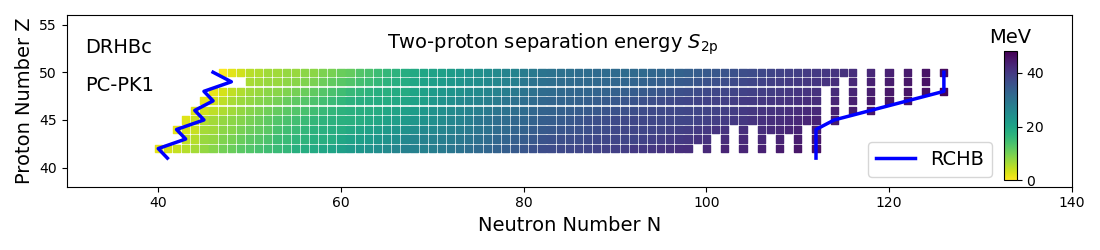 Two-proton separation energy S2p
DRHBc
PC-PK1
MeV
40
20
0
RCHB
55
50
45
40
Proton Number Z
40 60 80 100 120 140
Neutron Number N